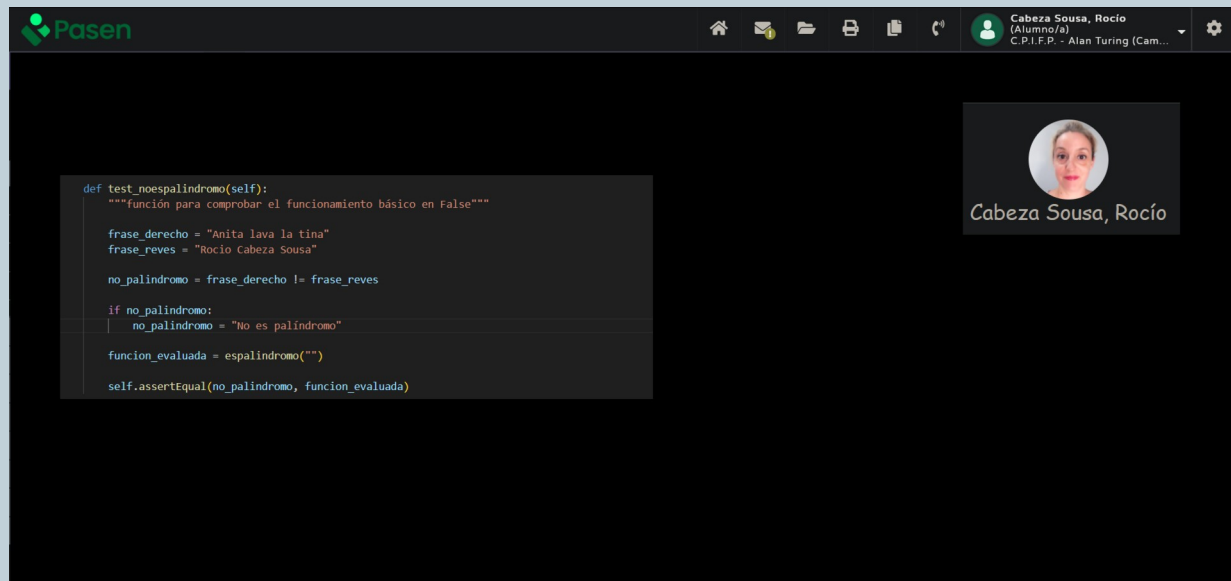 Pasen
Cabeza Sousa, Rocío
(Alumno/a)
C.P.I.F.P. - Alan Turing (Cam...
def test_noespalindromo(self):
"""función para comprobar el funcionamiento básico en False"""
frase_derecho = "Anita lava la tina"
frase_reves = "Rocio Cabeza Sousa"
no_palindromo = frase_derecho != frase_reves
if no_palindromo:
no_palindromo = "No es palíndromo"
funcion_evaluada = espalindromo("")
self.assertEqual(no_palindromo, funcion_evaluada)
Cabeza Sousa, Rocío